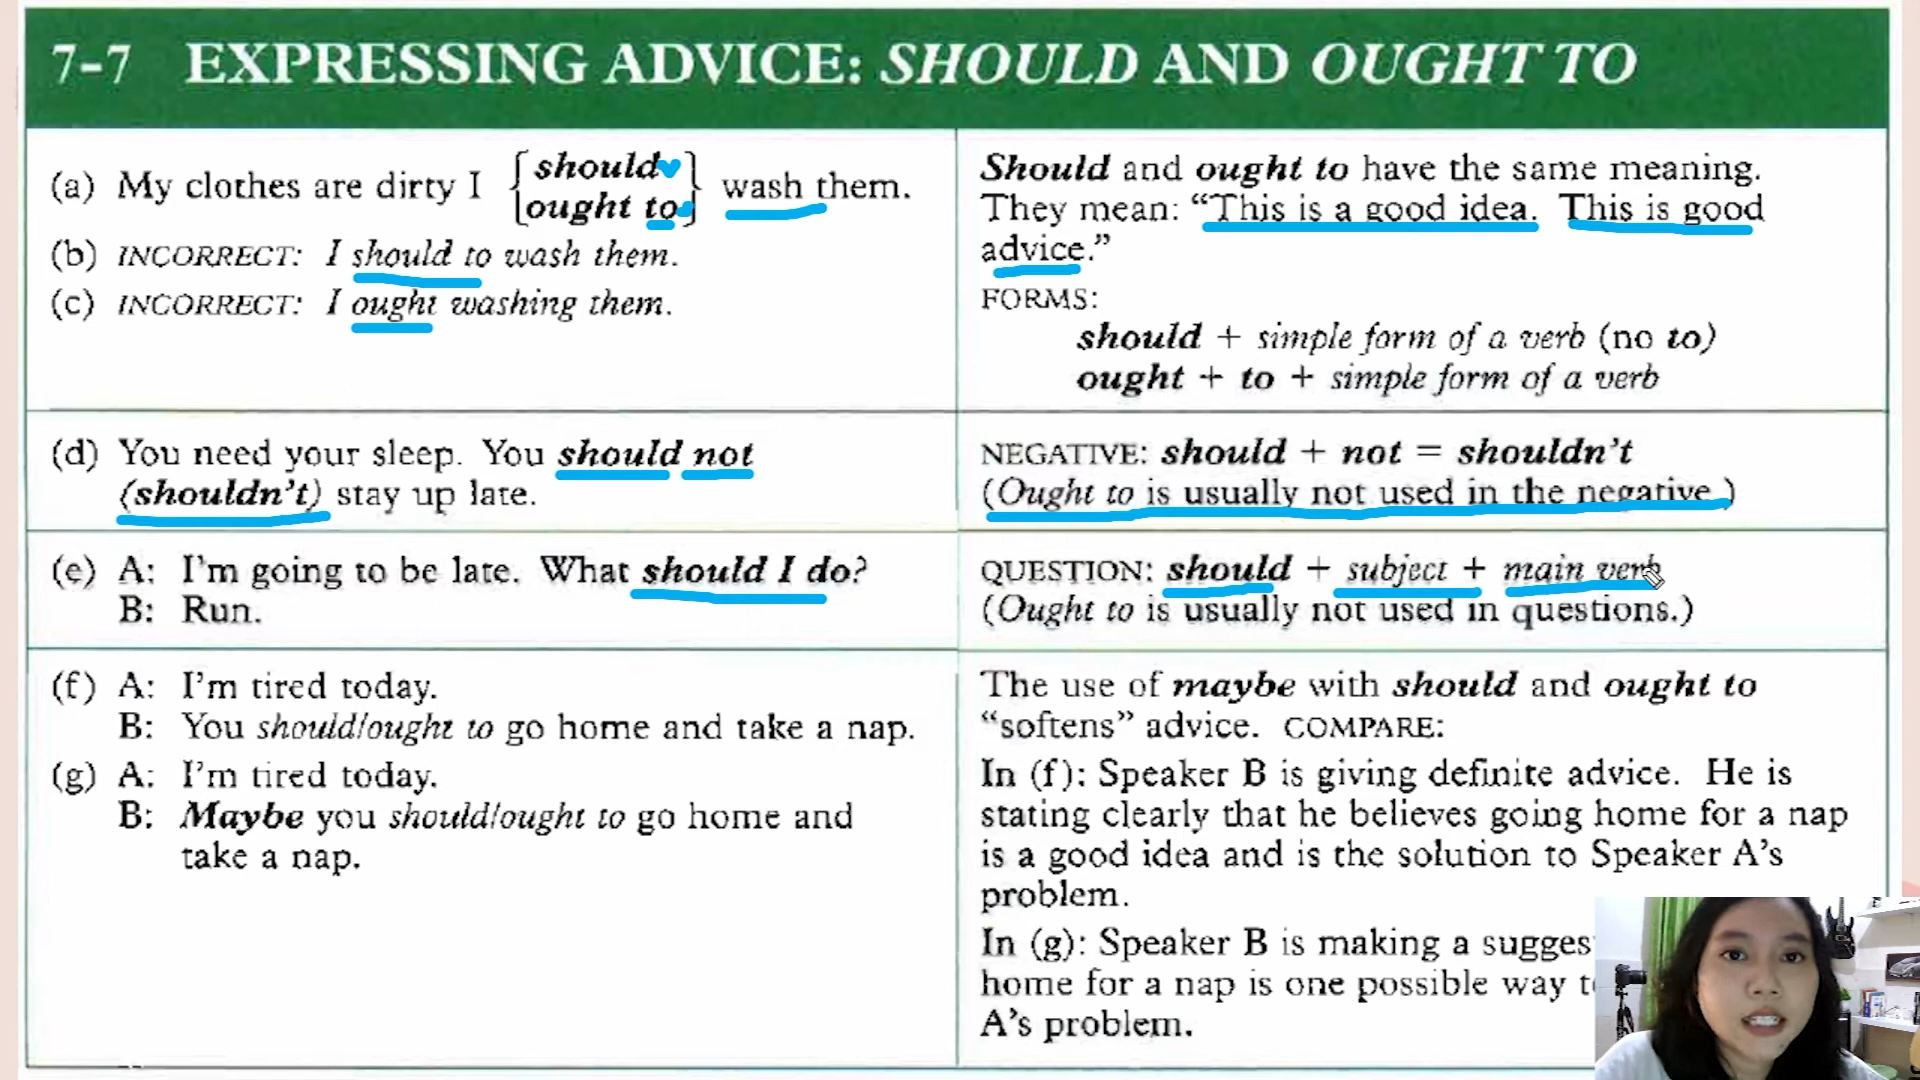 7-7 EXPRESSING ADVICE: SHOULD AND OUGHT TO
(a) My clothes are dirty I {should / ought to} wash them.
(b) INCORRECT: I should to wash them.
(c) INCORRECT: I ought washing them.
Should and ought to have the same meaning.
They mean: “This is a good idea. This is good
advice.”
FORMS:
should + simple form of a verb (no to)
ought + to + simple form of a verb
(d) You need your sleep. You should not
(shouldn’t) stay up late.
NEGATIVE: should + not = shouldn’t
(Ought to is usually not used in the negative.)
(e) A: I’m going to be late. What should I do?
B: Run.
QUESTION: should + subject + main verb
(Ought to is usually not used in questions.)
(f) A: I’m tired today.
B: You should/ought to go home and take a nap.
(g) A: I’m tired today.
B: Maybe you should/ought to go home and
take a nap.
The use of maybe with should and ought to
“softens” advice. COMPARE:
In (f): Speaker B is giving definite advice. He is
stating clearly that he believes going home for a nap
is a good idea and is the solution to Speaker A’s
problem.
In (g): Speaker B is making a sugges
home for a nap is one possible way t
A’s problem.